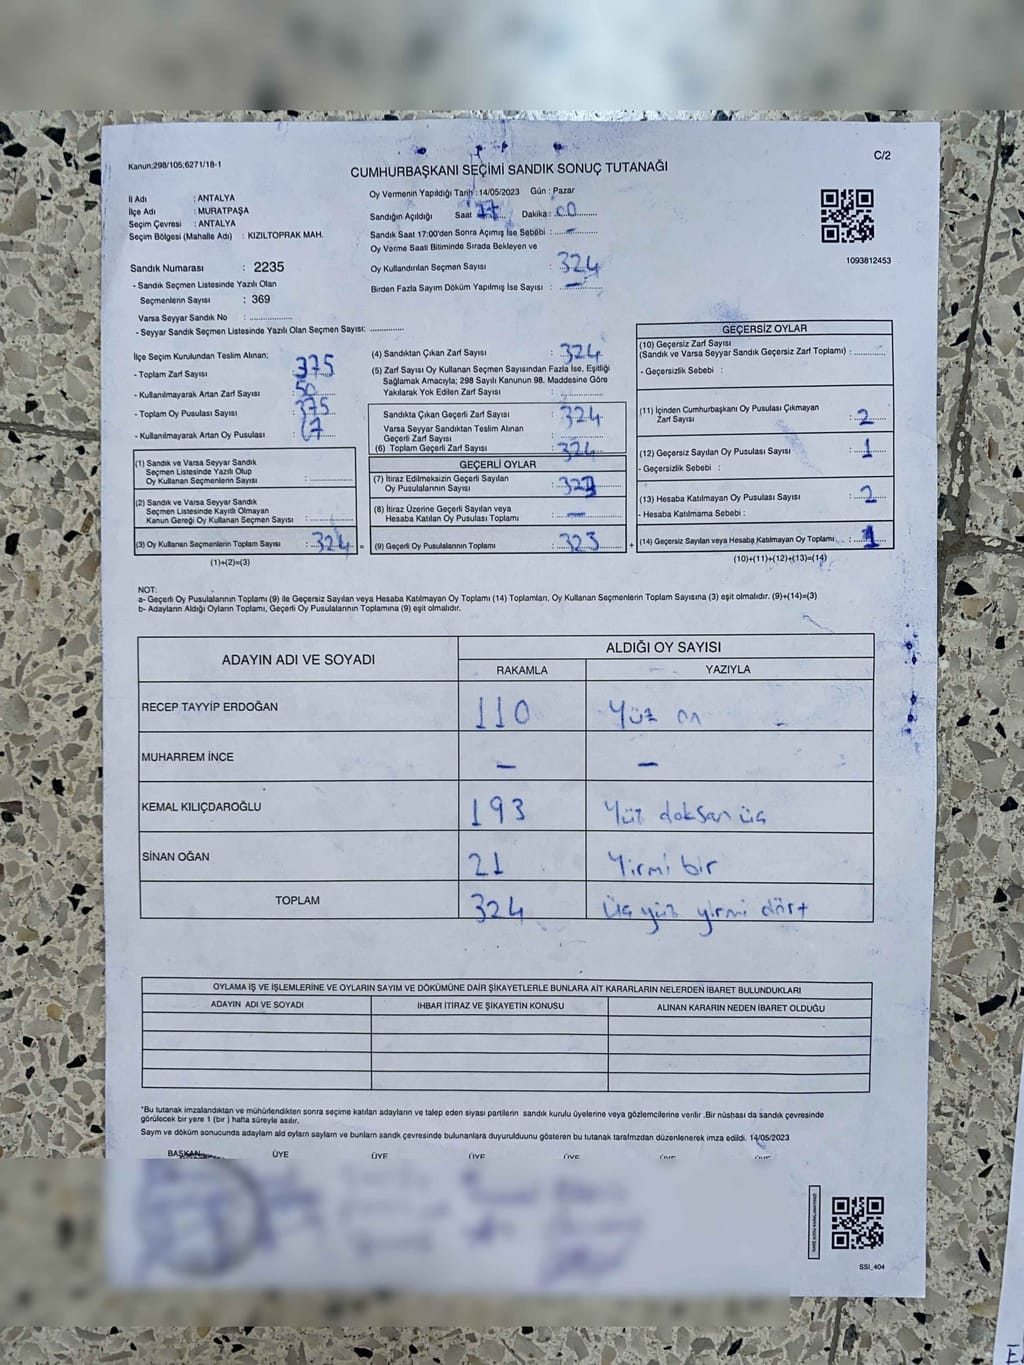 Kanun;298/105;6271/18-1
C/2
CUMHURBAŞKANI SEÇİMİ SANDIK SONUÇ TUTANAĞI
İl Adı : ANTALYA
İlçe Adı : MURATPAŞA
Seçim Çevresi : ANTALYA
Seçim Bölgesi (Mahalle Adı) : KIZILTOPRAK MAH.
Sandık Numarası : 2235
- Sandık Seçmen Listesinde Yazılı Olan
Seçmenlerin Sayısı : 369
Varsa Seyyar Sandık No : ..............
- Seyyar Sandık Seçmen Listesinde Yazılı Olan Seçmen Sayısı: ............
Oy Vermenin Yapıldığı Tarih : 14/05/2023 Gün : Pazar
Sandığın Açıldığı Saat Dakika : 00
Sandık Saat 17:00'den Sonra Açımış İse Sebebi : -
Oy Verme Saati Bitiminde Sırada Bekleyen ve
Oy Kullandırılan Seçmen Sayısı : 324
Birden Fazla Sayım Döküm Yapılmış İse Sayısı : -
1093812453
İlçe Seçim Kurulundan Teslim Alınan;
- Toplam Zarf Sayısı : 375
- Kullanılmayarak Artan Zarf Sayısı : 50
- Toplam Oy Pusulası Sayısı : 375
- Kullanılmayarak Artan Oy Pusulası
(1) Sandık ve Varsa Seyyar Sandık
Seçmen Listesinde Yazılı Olup
Oy Kullanan Seçmenlerin Sayısı : ............
(2) Sandık ve Varsa Seyyar Sandık
Seçmen Listesinde Kayıtlı Olmayan
Kanun Gereği Oy Kullanan Seçmen Sayısı : ............
(3) Oy Kullanan Seçmenlerin Toplam Sayısı : 324 =
(1)+(2)=(3)
(4) Sandıktan Çıkan Zarf Sayısı : 324
(5) Zarf Sayısı Oy Kullanan Seçmen Sayısından Fazla İse, Eşitliği
Sağlamak Amacıyla; 298 Sayılı Kanunun 98. Maddesine Göre
Yakılarak Yok Edilen Zarf Sayısı : ............
Sandıkta Çıkan Geçerli Zarf Sayısı : 324
Varsa Seyyar Sandıktan Teslim Alınan
Geçerli Zarf Sayısı : ............
(6) Toplam Geçerli Zarf Sayısı : 324
GEÇERLİ OYLAR
(7) İtiraz Edilmeksizin Geçerli Sayılan
Oy Pusulalarının Sayısı : 323
(8) İtiraz Üzerine Geçerli Sayılan veya
Hesaba Katılan Oy Pusulası Toplamı : -
(9) Geçerli Oy Pusulalarının Toplamı : 323 +
GEÇERSİZ OYLAR
(10) Geçersiz Zarf Sayısı
(Sandık ve Varsa Seyyar Sandık Geçersiz Zarf Toplamı) : ............
- Geçersizlik Sebebi :
(11) İçinden Cumhurbaşkanı Oy Pusulası Çıkmayan
Zarf Sayısı : 2
(12) Geçersiz Sayılan Oy Pusulası Sayısı : 1
- Geçersizlik Sebebi :
(13) Hesaba Katılmayan Oy Pusulası Sayısı : 2
- Hesaba Katılmama Sebebi :
(14) Geçersiz Sayılan veya Hesaba Katılmayan Oy Toplamı : 1
(10)+(11)+(12)+(13)=(14)
NOT:
a- Geçerli Oy Pusulalarının Toplamı (9) ile Geçersiz Sayılan veya Hesaba Katılmayan Oy Toplamı (14) Toplamları, Oy Kullanan Seçmenlerin Toplam Sayısına (3) eşit olmalıdır. (9)+(14)=(3)
b- Adayların Aldığı Oyların Toplamı, Geçerli Oy Pusulalarının Toplamına (9) eşit olmalıdır.
ADAYIN ADI VE SOYADI
ALDIĞI OY SAYISI
RAKAMLA YAZIYLA
RECEP TAYYİP ERDOĞAN 110 Yüz on
MUHARREM İNCE - -
KEMAL KILIÇDAROĞLU 193 Yüz doksan üç
SİNAN OĞAN 21 Yirmi bir
TOPLAM 324 Üç yüz yirmi dört
OYLAMA İŞ VE İŞLEMLERİNE VE OYLARIN SAYIM VE DÖKÜMÜNE DAİR ŞİKAYETLERLE BUNLARA AİT KARARLARIN NELERDEN İBARET BULUNDUKLARI
ADAYIN ADI VE SOYADI İHBAR İTİRAZ VE ŞİKAYETİN KONUSU ALINAN KARARIN NEDEN İBARET OLDUĞU
*Bu tutanak imzalandıktan ve mühürlendikten sonra seçime katılan adayların ve talep eden siyasi partilerin sandık kurulu üyelerine veya gözlemcilerine verilir .Bir nüshası da sandık çevresinde
görülecek bir yere 1 (bir ) hafta süreyle asılır.
Sayım ve döküm sonucunda adayların ald oyların sayların ve bunların sandk çevresinde bulunanlara duyurulduunu gösteren bu tutanak tarafmzdan düzenlenerek imza edildi. 14/05/2023
BAŞKAN ÜYE ÜYE ÜYE ÜYE
SSI_404